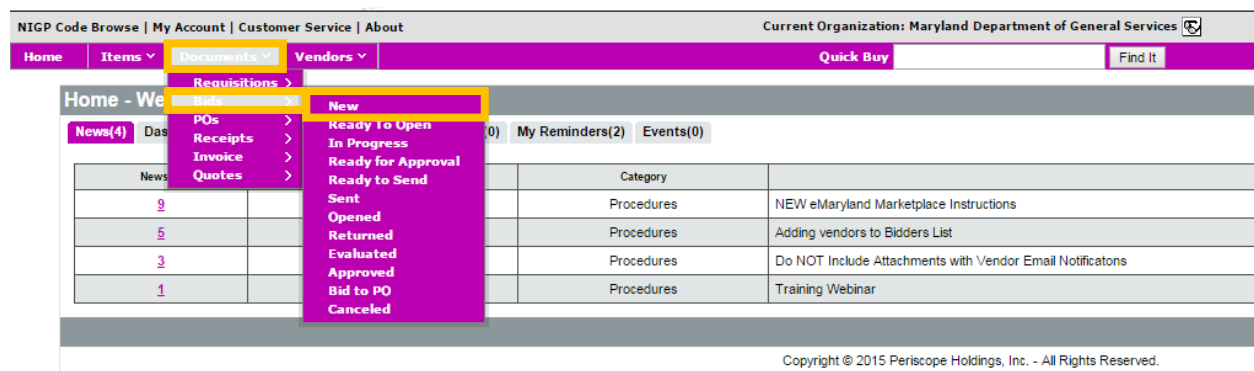 NIGP Code Browse | My Account | Customer Service | About
Current Organization: Maryland Department of General Services
Home
Items
Documents
Vendors
Quick Buy
Find It
Requisitions >
Bids >
POs >
Receipts >
Invoice >
Quotes >
New
Ready To Open
In Progress
Ready for Approval
Ready to Send
Sent
Opened
Returned
Evaluated
Approved
Bid to PO
Canceled
Home - We
News(4)
Das
(0)
My Reminders(2)
Events(0)
News
Category
9
Procedures
NEW eMaryland Marketplace Instructions
5
Procedures
Adding vendors to Bidders List
3
Procedures
Do NOT Include Attachments with Vendor Email Notificatons
1
Procedures
Training Webinar
Copyright © 2015 Periscope Holdings, Inc. - All Rights Reserved.